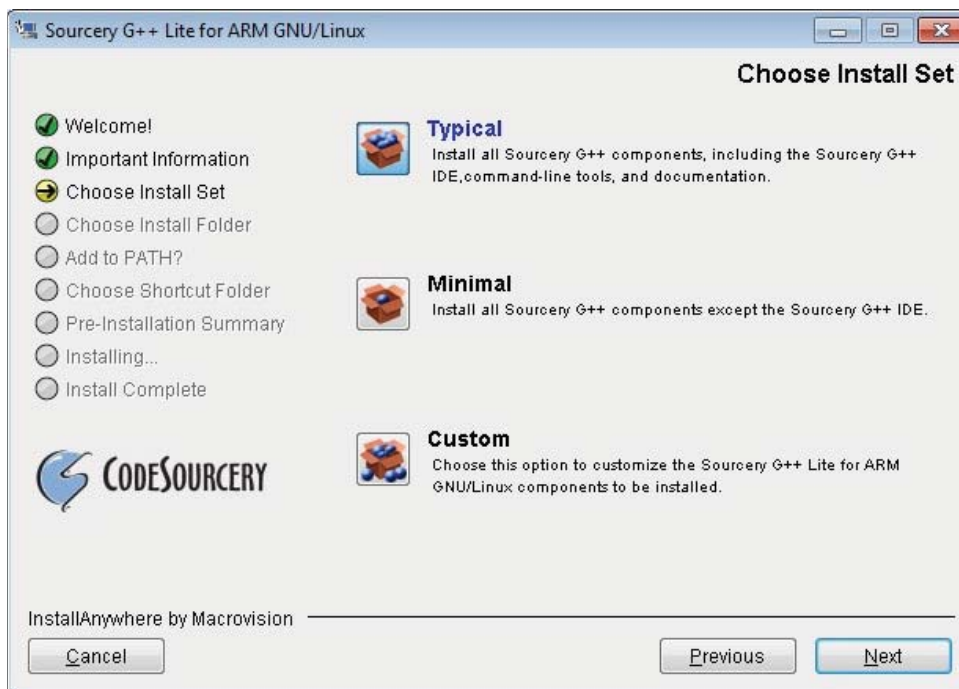 Sourcery G++ Lite for ARM GNU/Linux
Choose Install Set
Welcome!
Important Information
Choose Install Set
Choose Install Folder
Add to PATH?
Choose Shortcut Folder
Pre-Installation Summary
Installing...
Install Complete
CODESOURCERY
Typical
Install all Sourcery G++ components, including the Sourcery G++
IDE,command-line tools, and documentation.
Minimal
Install all Sourcery G++ components except the Sourcery G++ IDE.
Custom
Choose this option to customize the Sourcery G++ Lite for ARM
GNU/Linux components to be installed.
InstallAnywhere by Macrovision
Cancel
Previous
Next